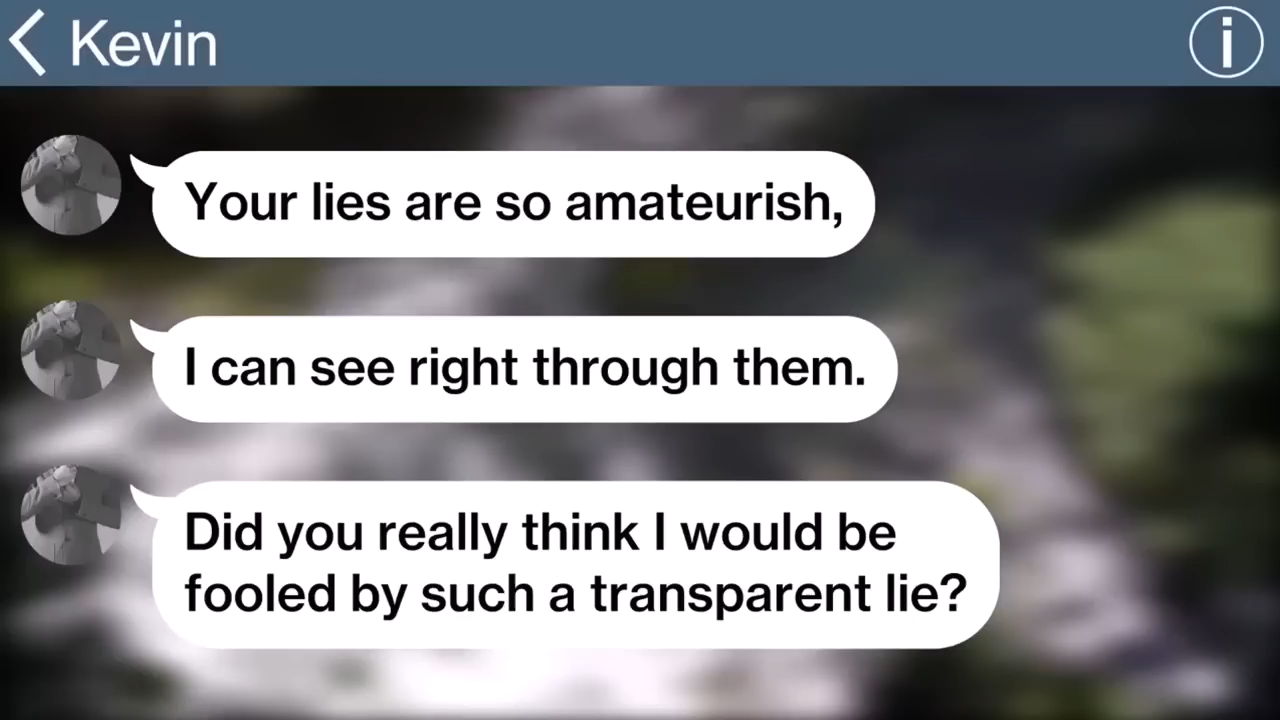 Kevin
Your lies are so amateurish,
I can see right through them.
Did you really think I would be
fooled by such a transparent lie?